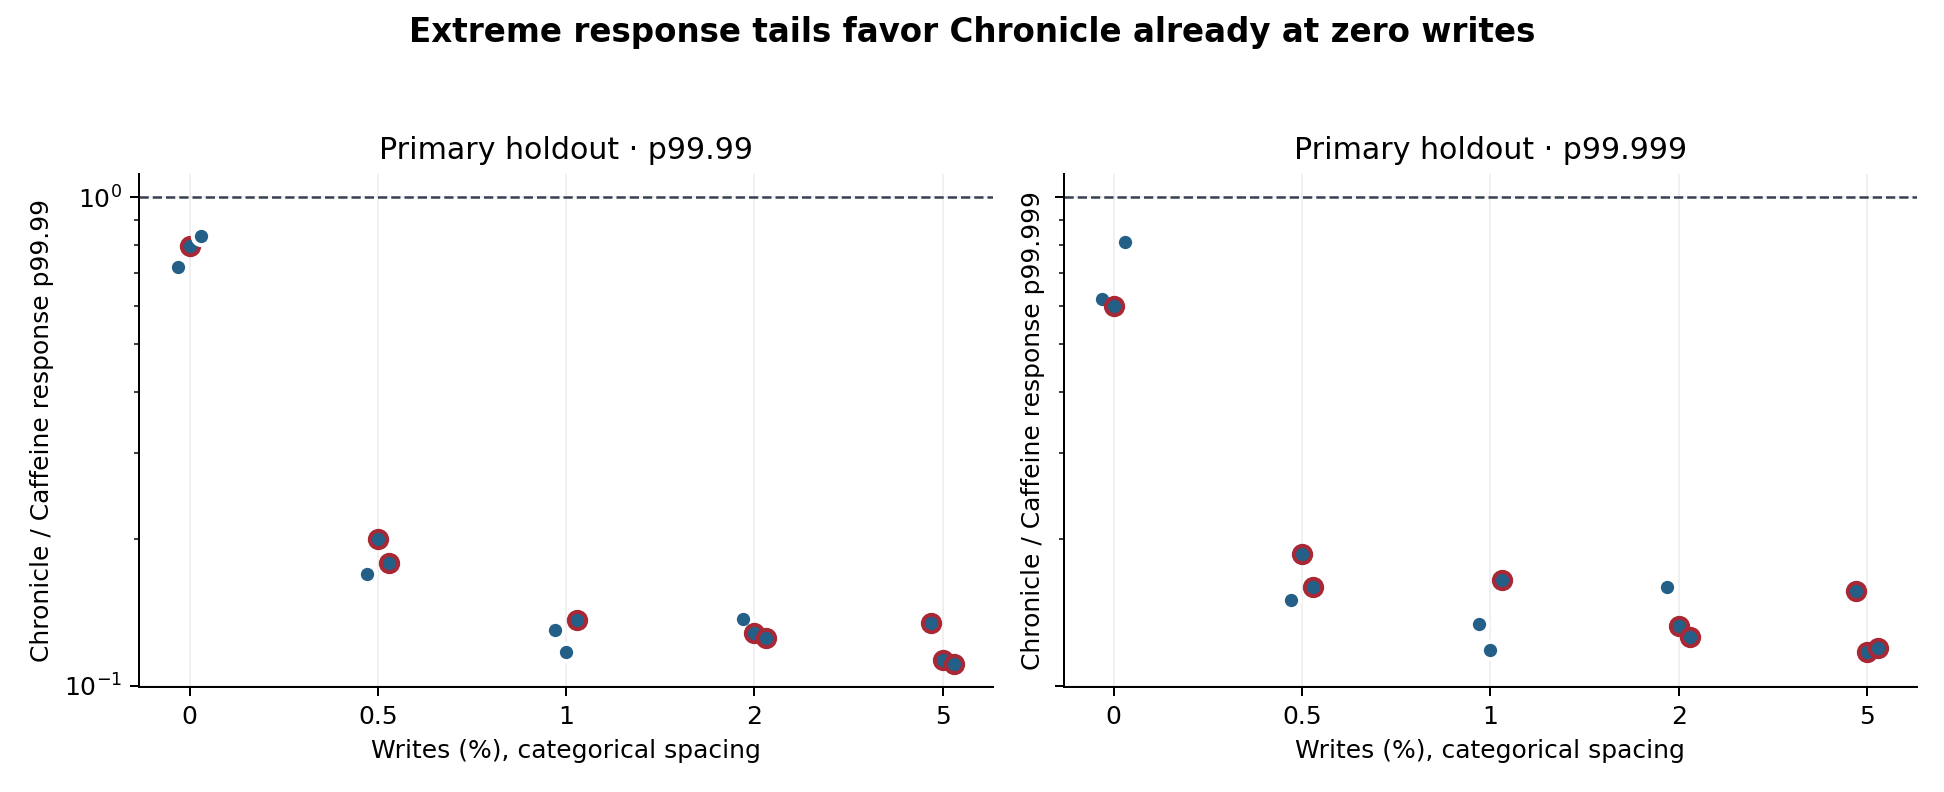 Extreme response tails favor Chronicle already at zero writes
Primary holdout · p99.99
Chronicle / Caffeine response p99.99
10⁰
10⁻¹
0 0.5 1 2 5
Writes (%), categorical spacing
Primary holdout · p99.999
Chronicle / Caffeine response p99.999
0 0.5 1 2 5
Writes (%), categorical spacing